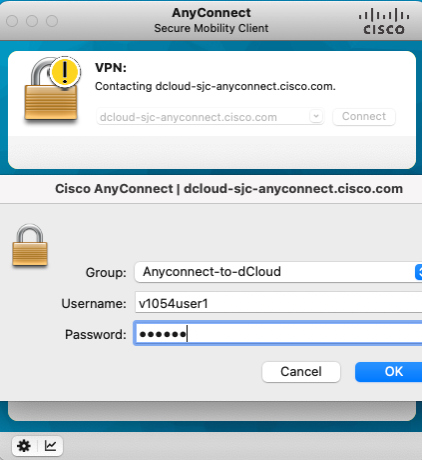 AnyConnect
Secure Mobility Client
CISCO
VPN:
Contacting dcloud-sjc-anyconnect.cisco.com.
dcloud-sjc-anyconnect.cisco.com
Connect
Cisco AnyConnect | dcloud-sjc-anyconnect.cisco.com
Group: Anyconnect-to-dCloud
Username: v1054user1
Password: ••••••
Cancel
OK